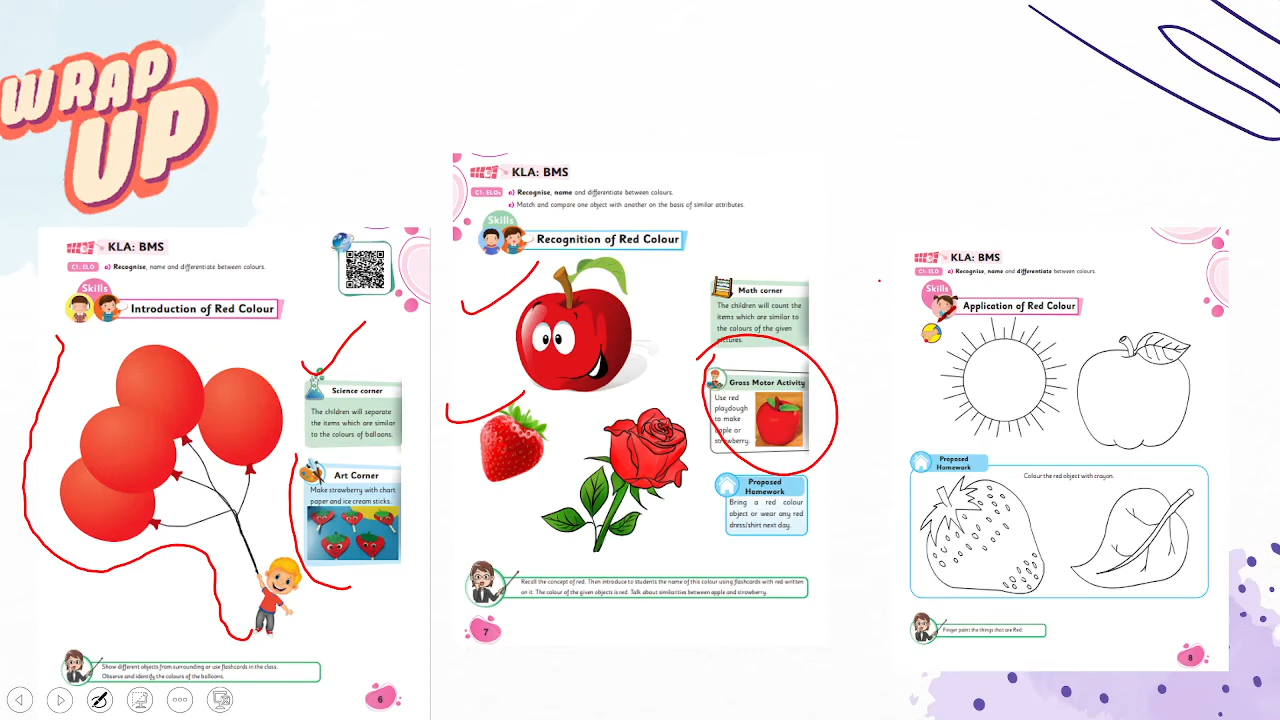 WRAP
UP
KLA: BMS
C1: ELO a) Recognise, name and differentiate between colours.
Skills
Introduction of Red Colour
Science corner
The children will separate
the items which are similar
to the colours of balloons.
Art Corner
Make strawberry with chart
paper and ice cream sticks.
Show different objects from surrounding or use flashcards in the class.
Observe and identify the colours of the balloons.
6
KLA: BMS
C1: ELOs a) Recognise, name and differentiate between colours.
e) Match and compare one object with another on the basis of similar attributes.
Skills
Recognition of Red Colour
Math corner
The children will count the
items which are similar to
the colours of the given
pictures.
Gross Motor Activity
Use red
playdough
to make
apple or
strawberry.
Proposed
Homework
Bring a red colour
object or wear any red
dress/shirt next day.
Recall the concept of red. Then introduce to students the name of this colour using flashcards with red written
on it. The colour of the given objects is red. Talk about similarities between apple and strawberry.
7
KLA: BMS
C1: ELO a) Recognise, name and differentiate between colours.
Skills
Application of Red Colour
Proposed
Homework
Colour the red object with crayon.
Finger paint the things that are Red.
8